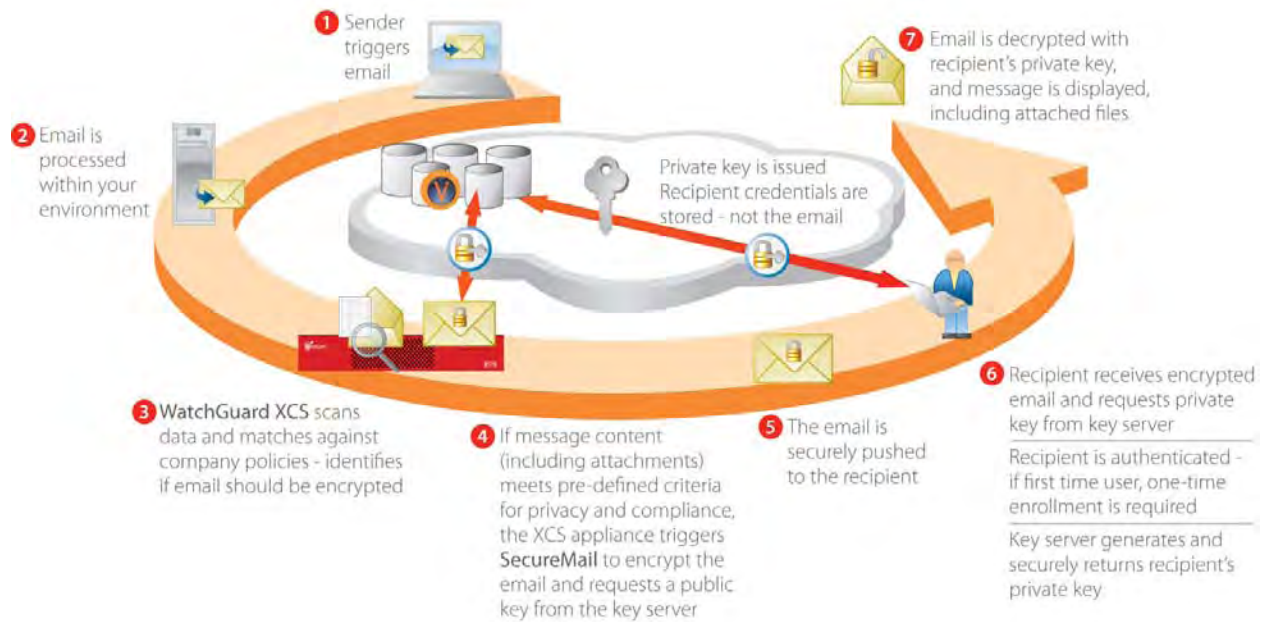 1 Sender
triggers
email
2 Email is
processed
within your
environment
7 Email is decrypted with
recipient's private key,
and message is displayed,
including attached files
Private key is issued
Recipient credentials are
stored - not the email
V
3 WatchGuard XCS scans
data and matches against
company policies - identifies
if email should be encrypted
4 If message content
(including attachments)
meets pre-defined criteria
for privacy and compliance,
the XCS appliance triggers
SecureMail to encrypt the
email and requests a public
key from the key server
5 The email is
securely pushed
to the recipient
6 Recipient receives encrypted
email and requests private
key from key server
Recipient is authenticated -
if first time user, one-time
enrollment is required
Key server generates and
securely returns recipient's
private key